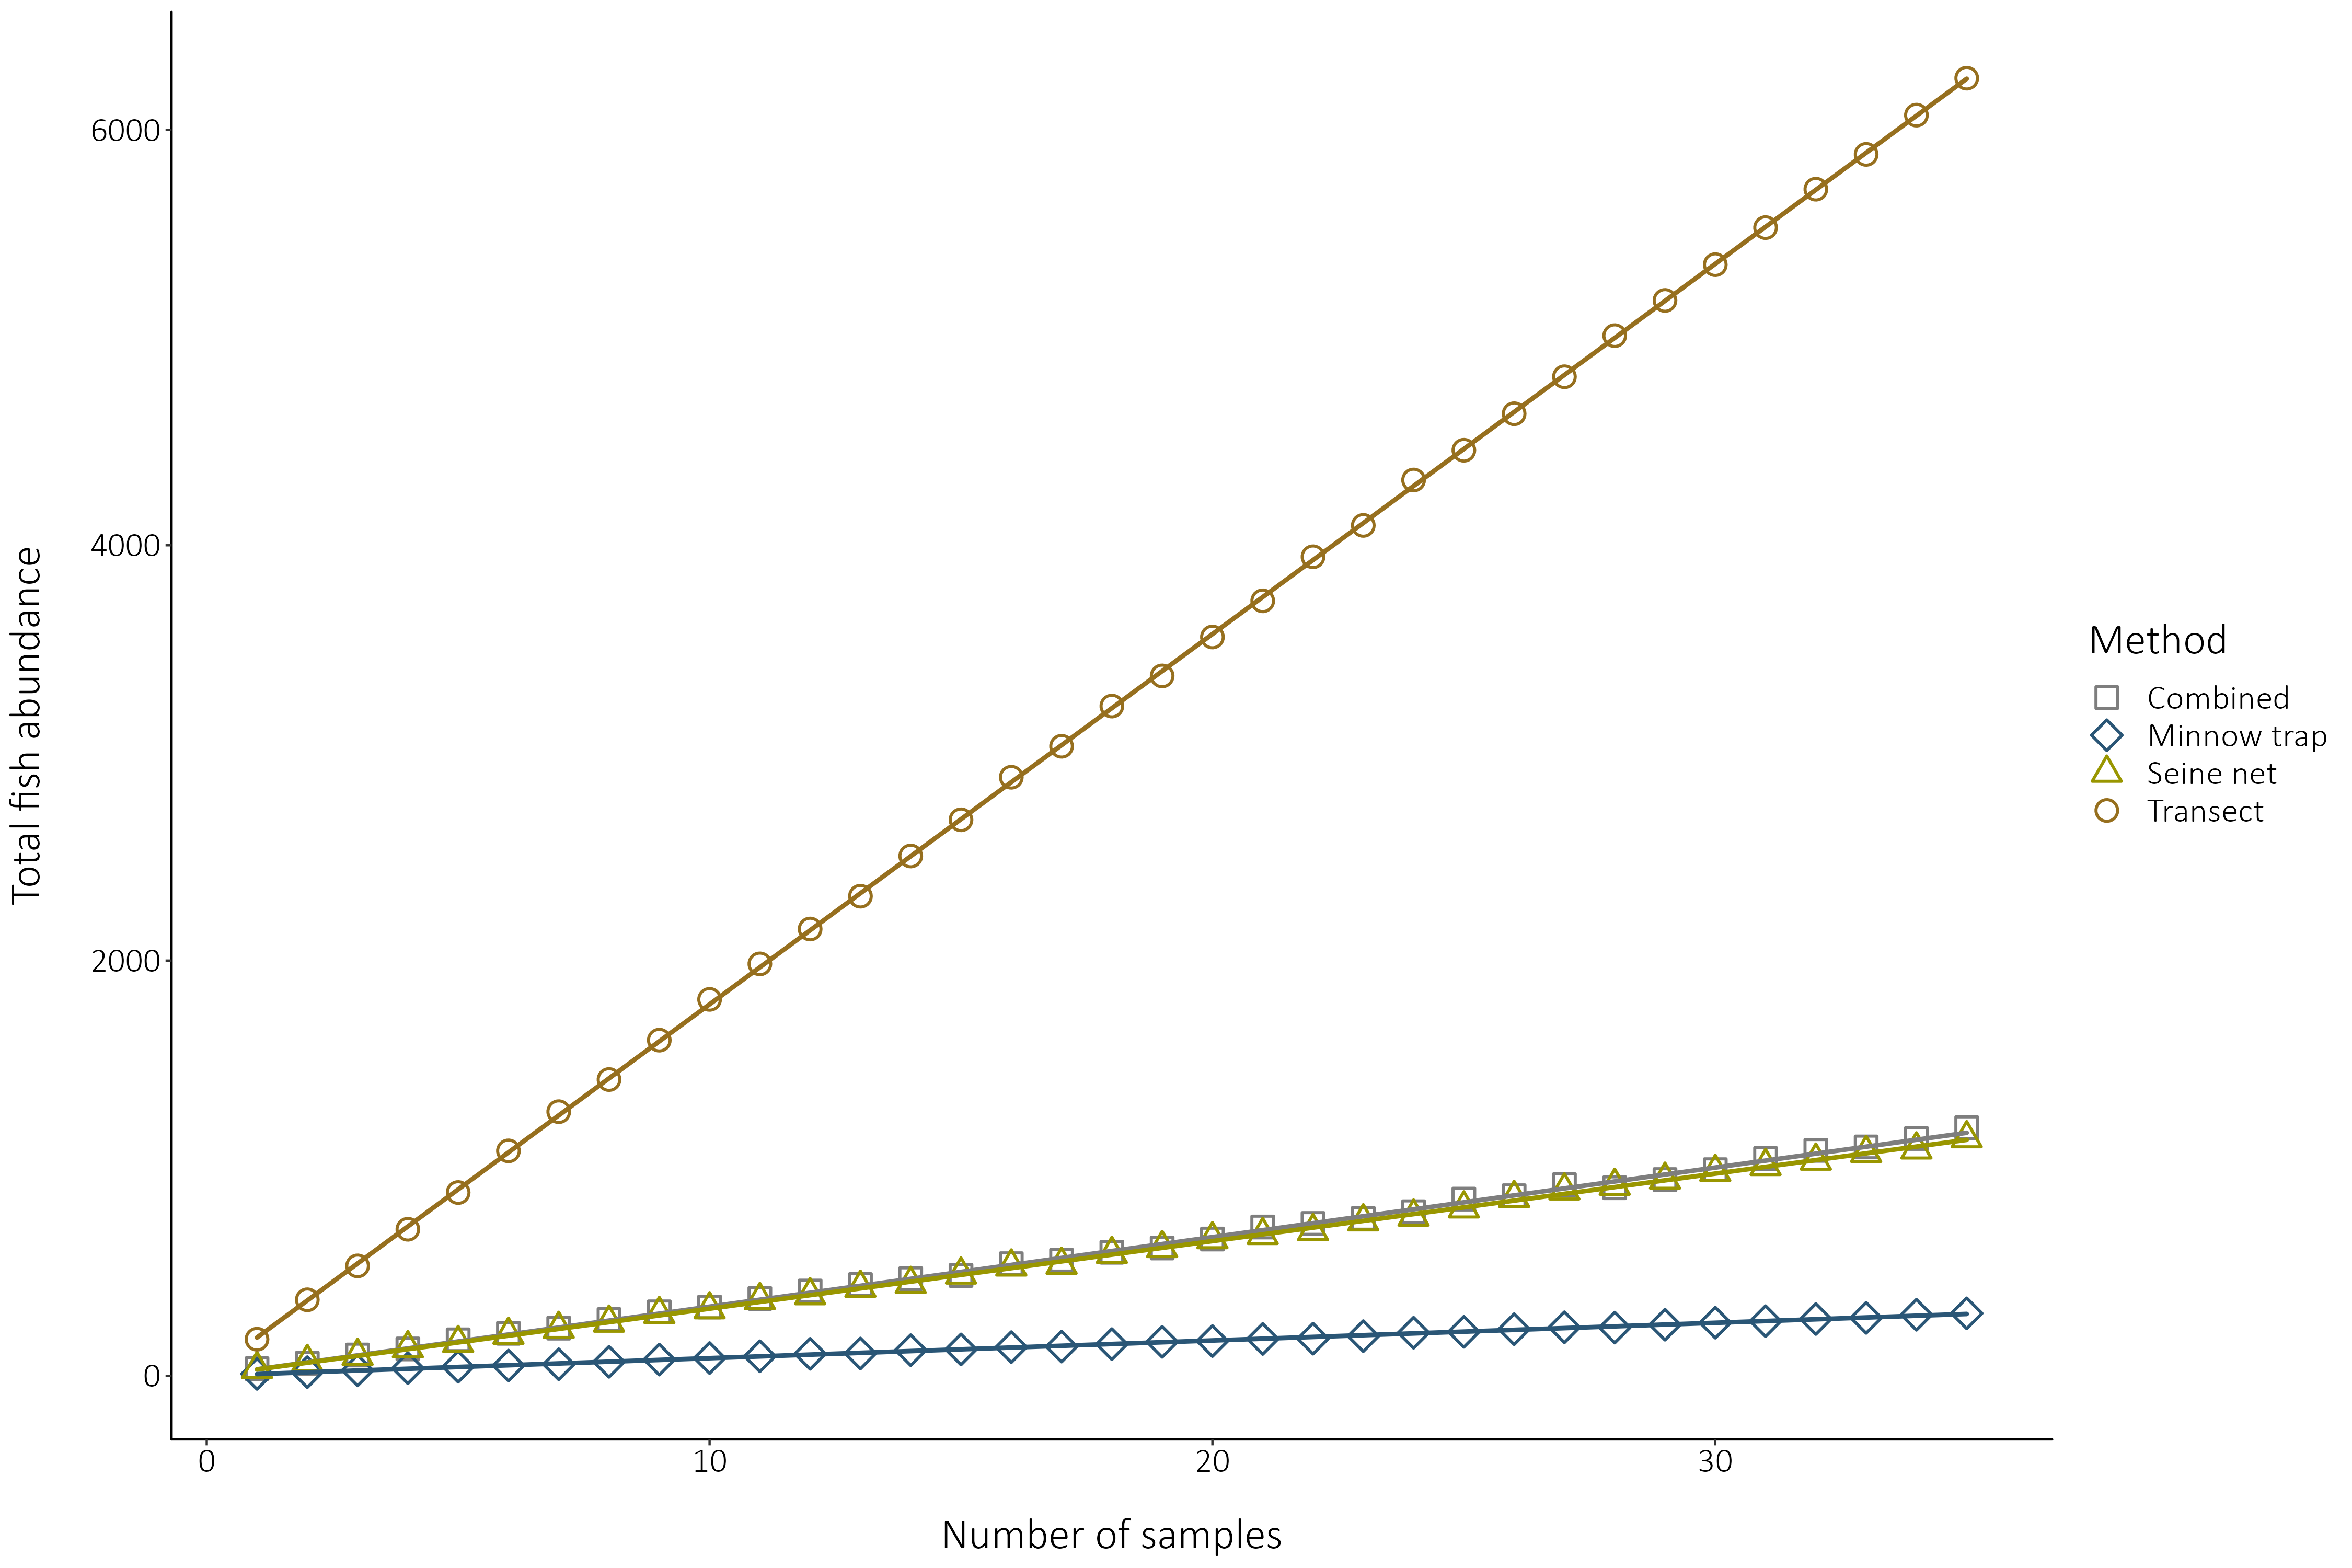 Total fish abundance
6000
4000
2000
0
0 10 20 30
Number of samples
Method
Combined
Minnow trap
Seine net
Transect